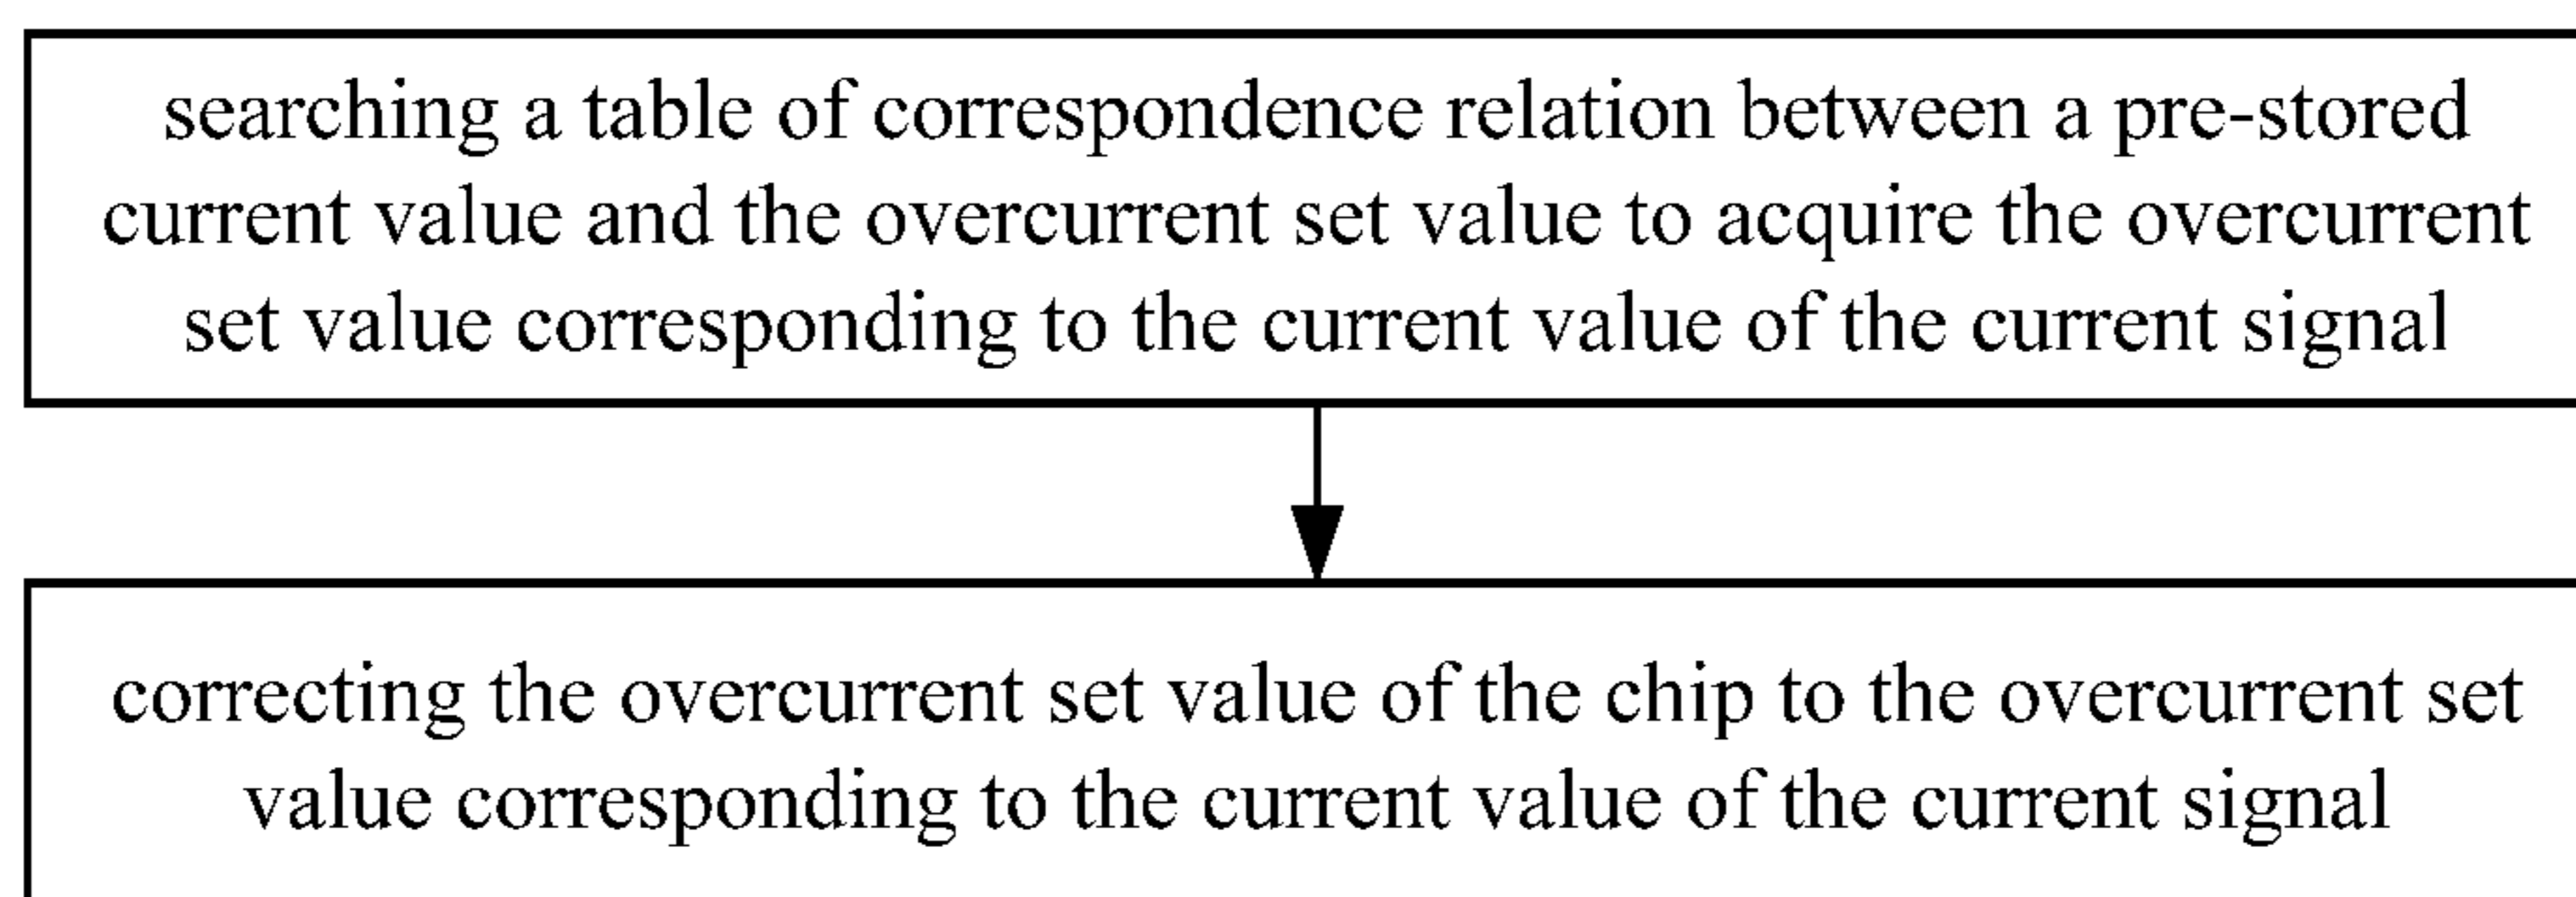 searching a table of correspondence relation between a pre-stored
current value and the overcurrent set value to acquire the overcurrent
set value corresponding to the current value of the current signal
correcting the overcurrent set value of the chip to the overcurrent set
value corresponding to the current value of the current signal